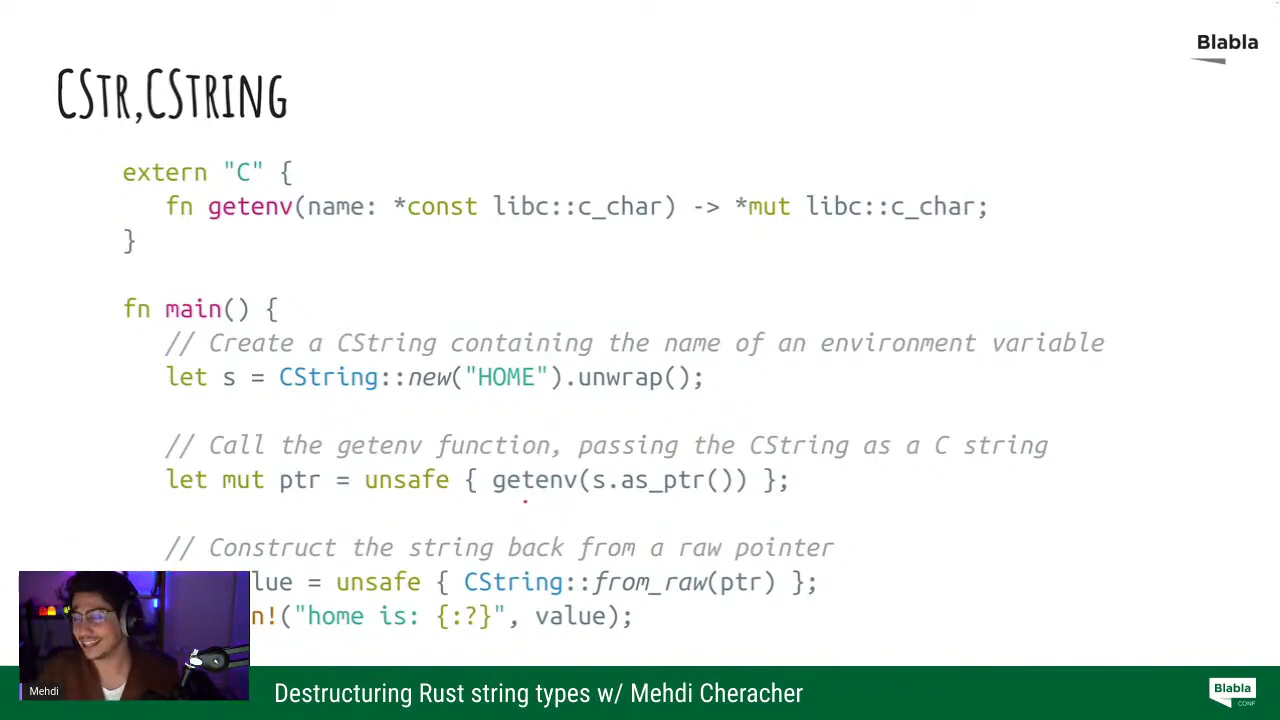 Blabla
CSTR,CSTRING
extern "C" {
fn getenv(name: *const libc::c_char) -> *mut libc::c_char;
}
fn main() {
// Create a CString containing the name of an environment variable
let s = CString::new("HOME").unwrap();
// Call the getenv function, passing the CString as a C string
let mut ptr = unsafe { getenv(s.as_ptr()) };
// Construct the string back from a raw pointer
lue = unsafe { CString::from_raw(ptr) };
n!("home is: {:?}", value);
Mehdi
Destructuring Rust string types w/ Mehdi Cheracher
Blabla
CONF